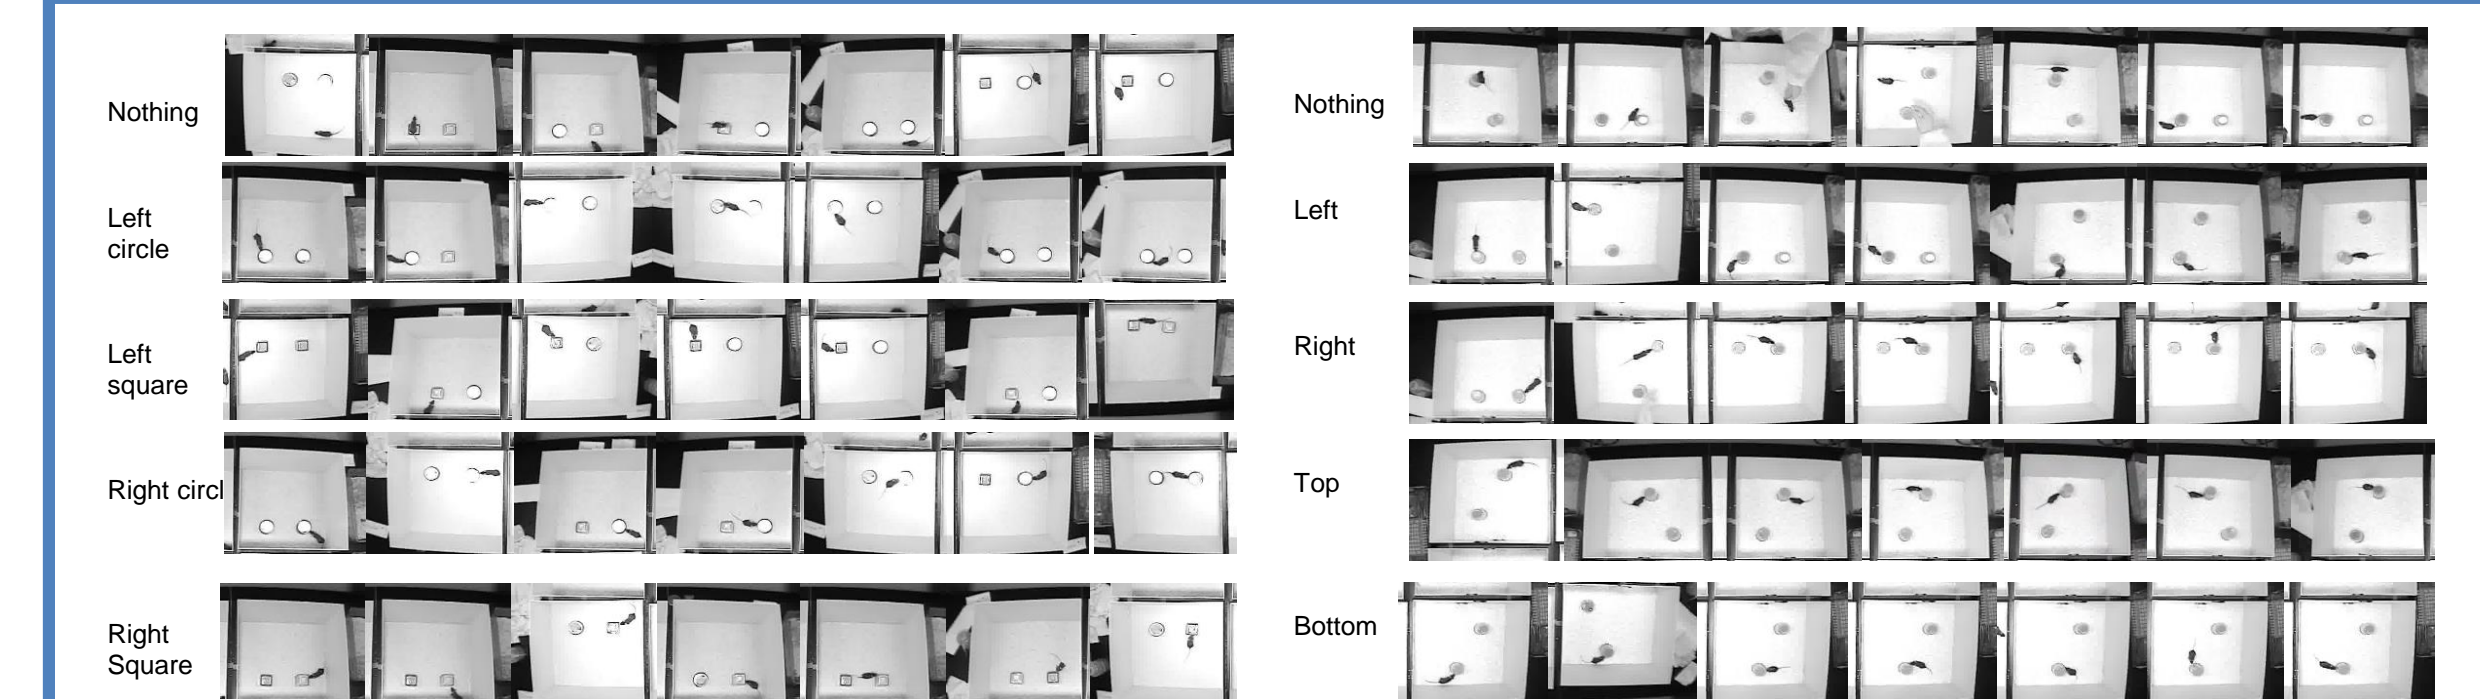 Nothing
Left
circle
Left
square
Right circl
Right
Square
Nothing
Left
Right
Top
Bottom